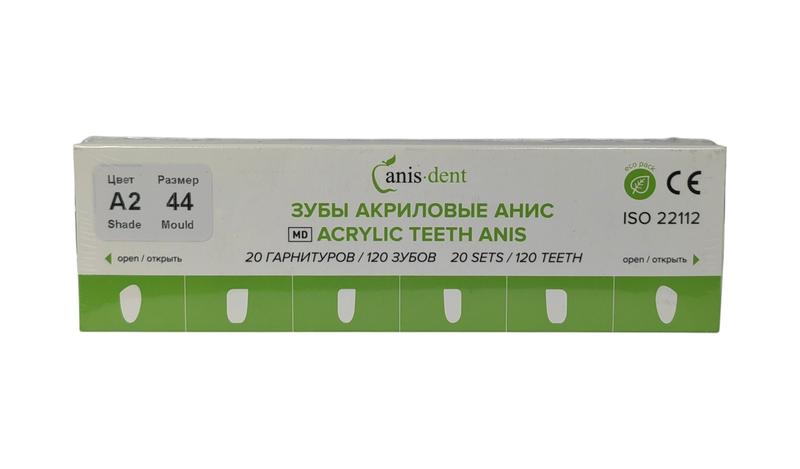 Цвет Размер
A2 44
Shade Mould
anis·dent
eco pack
CE
ISO 22112
ЗУБЫ АКРИЛОВЫЕ АНИС
MD ACRYLIC TEETH ANIS
20 ГАРНИТУРОВ / 120 ЗУБОВ 20 SETS / 120 TEETH
open / открыть
open / открыть